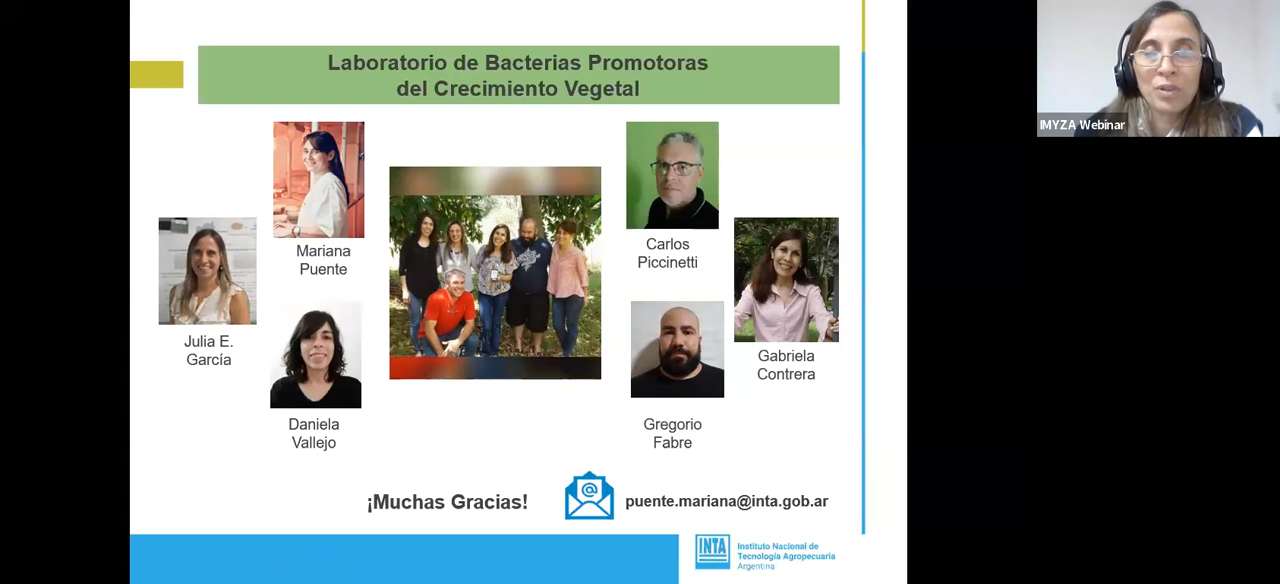 Laboratorio de Bacterias Promotoras
del Crecimiento Vegetal
IMYZA Webinar
Mariana
Puente
Carlos
Piccinetti
Julia E.
García
Gabriela
Contrera
Daniela
Vallejo
Gregorio
Fabre
¡Muchas Gracias!
@
puente.mariana@inta.gob.ar
INTA
Instituto Nacional de
Tecnología Agropecuaria
Argentina